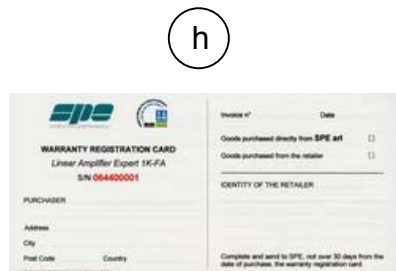 h
spe
WARRANTY REGISTRATION CARD
Linear Amplifier Expert 1K-FA
S/N 064400001
PURCHASER
Address
City
Post Code Country
Invoice n° Date
Goods purchased directly from SPE art
Goods purchased from the retailer
IDENTITY OF THE RETAILER
Complete and send to SPE, not over 30 days from the
date of purchase, the warranty registration card.